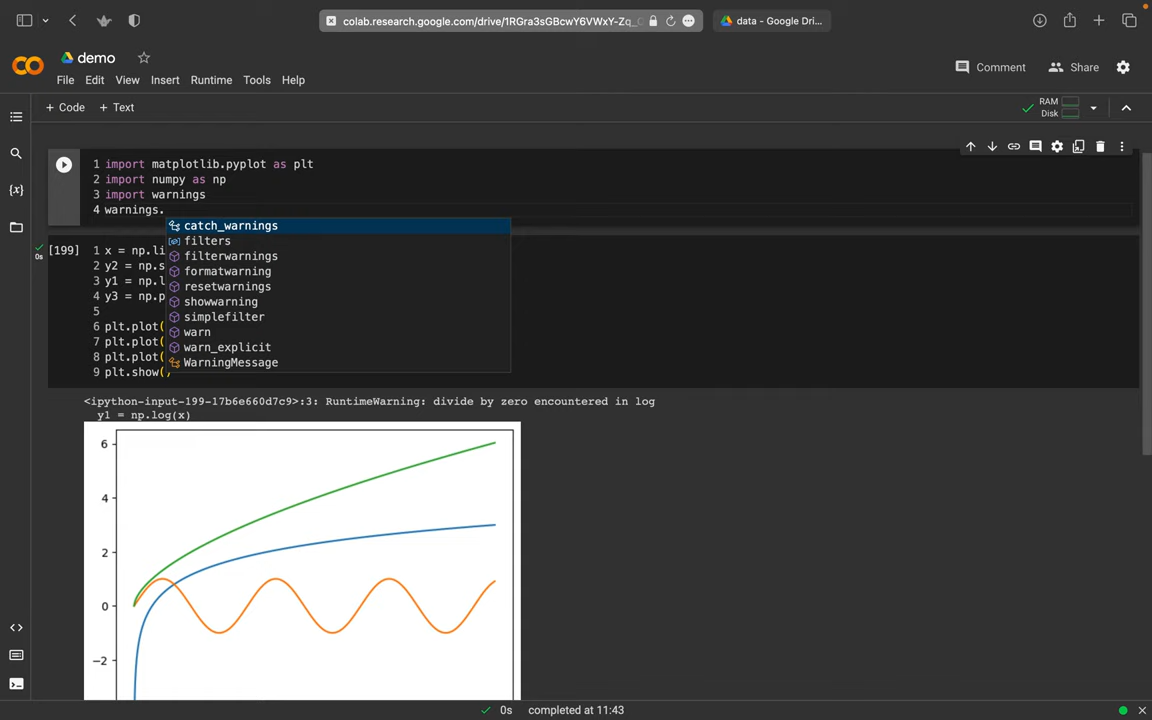 colab.research.google.com/drive/1RGra3sGBcwY6VWxY-Zq_
data - Google Driv...
demo
File Edit View Insert Runtime Tools Help
Comment
Share
+ Code + Text
RAM
Disk
1 import matplotlib.pyplot as plt
2 import numpy as np
3 import warnings
4 warnings.
catch_warnings
filters
filterwarnings
formatwarning
resetwarnings
showwarning
simplefilter
warn
warn_explicit
WarningMessage
0s
[199] 1 x = np.li
2 y2 = np.s
3 y1 = np.l
4 y3 = np.p
5
6 plt.plot(
7 plt.plot(
8 plt.plot(
9 plt.show()
<ipython-input-199-17b6e660d7c9>:3: RuntimeWarning: divide by zero encountered in log
y1 = np.log(x)
6
4
2
0
−2
0s completed at 11:43